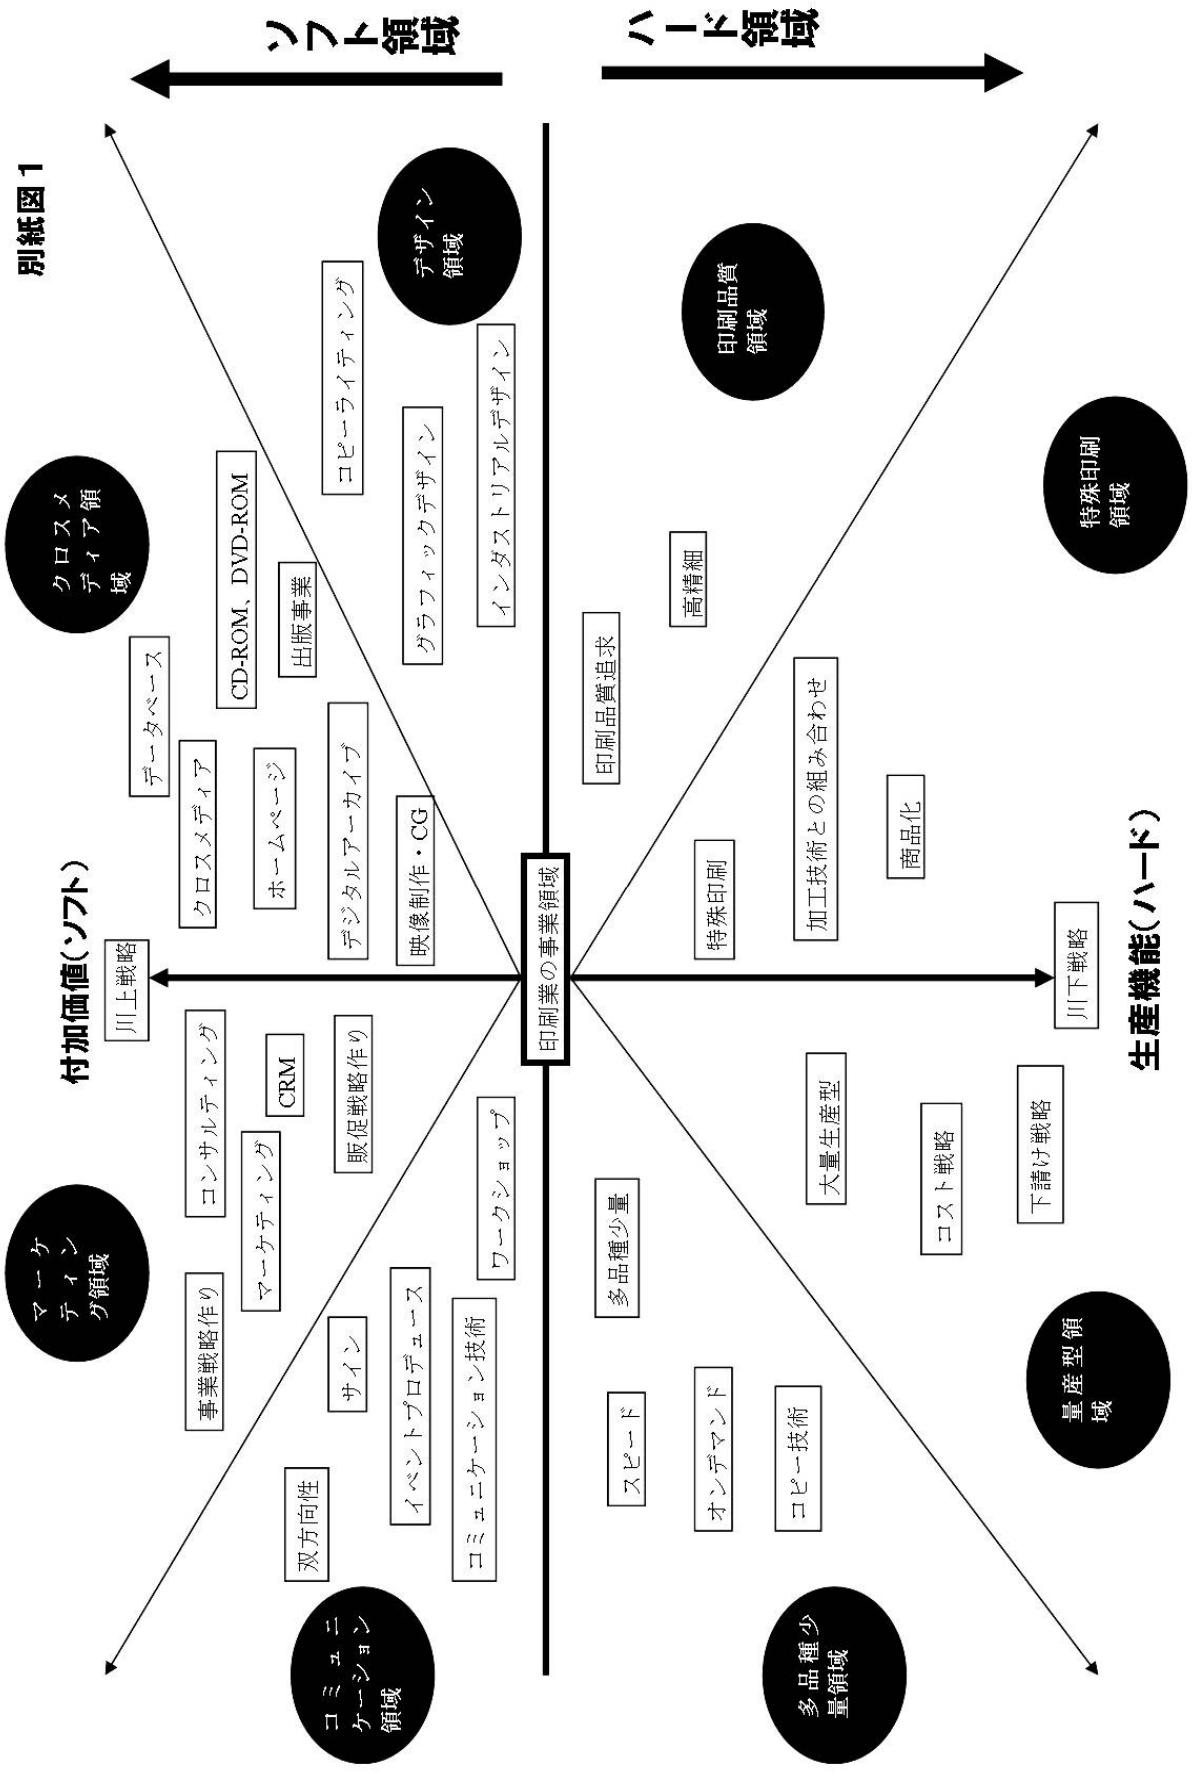 別紙図１
付加価値(ソフト)
川上戦略
ソフト領域
ハード領域
マーケ
ティン
グ領域
クロスメ
ディア領
域
事業戦略作り
コンサルティング
マーケティング
CRM
販促戦略作り
データベース
クロスメディア
CD-ROM、DVD-ROM
ホームページ
出版事業
デジタルアーカイブ
映像制作・CG
コミュニ
ケーション
領域
双方向性
サイン
イベントプロデュース
コミュニケーション技術
ワークショップ
デザイン
領域
コピーライティング
グラフィックデザイン
インダストリアルデザイン
印刷業の事業領域
多品種少量
スピード
オンデマンド
コピー技術
多品種少
量領域
印刷品質追求
高精細
印刷品質
領域
大量生産型
コスト戦略
下請け戦略
量産型領
域
特殊印刷
加工技術との組み合わせ
商品化
特殊印刷
領域
川下戦略
生産機能(ハード)